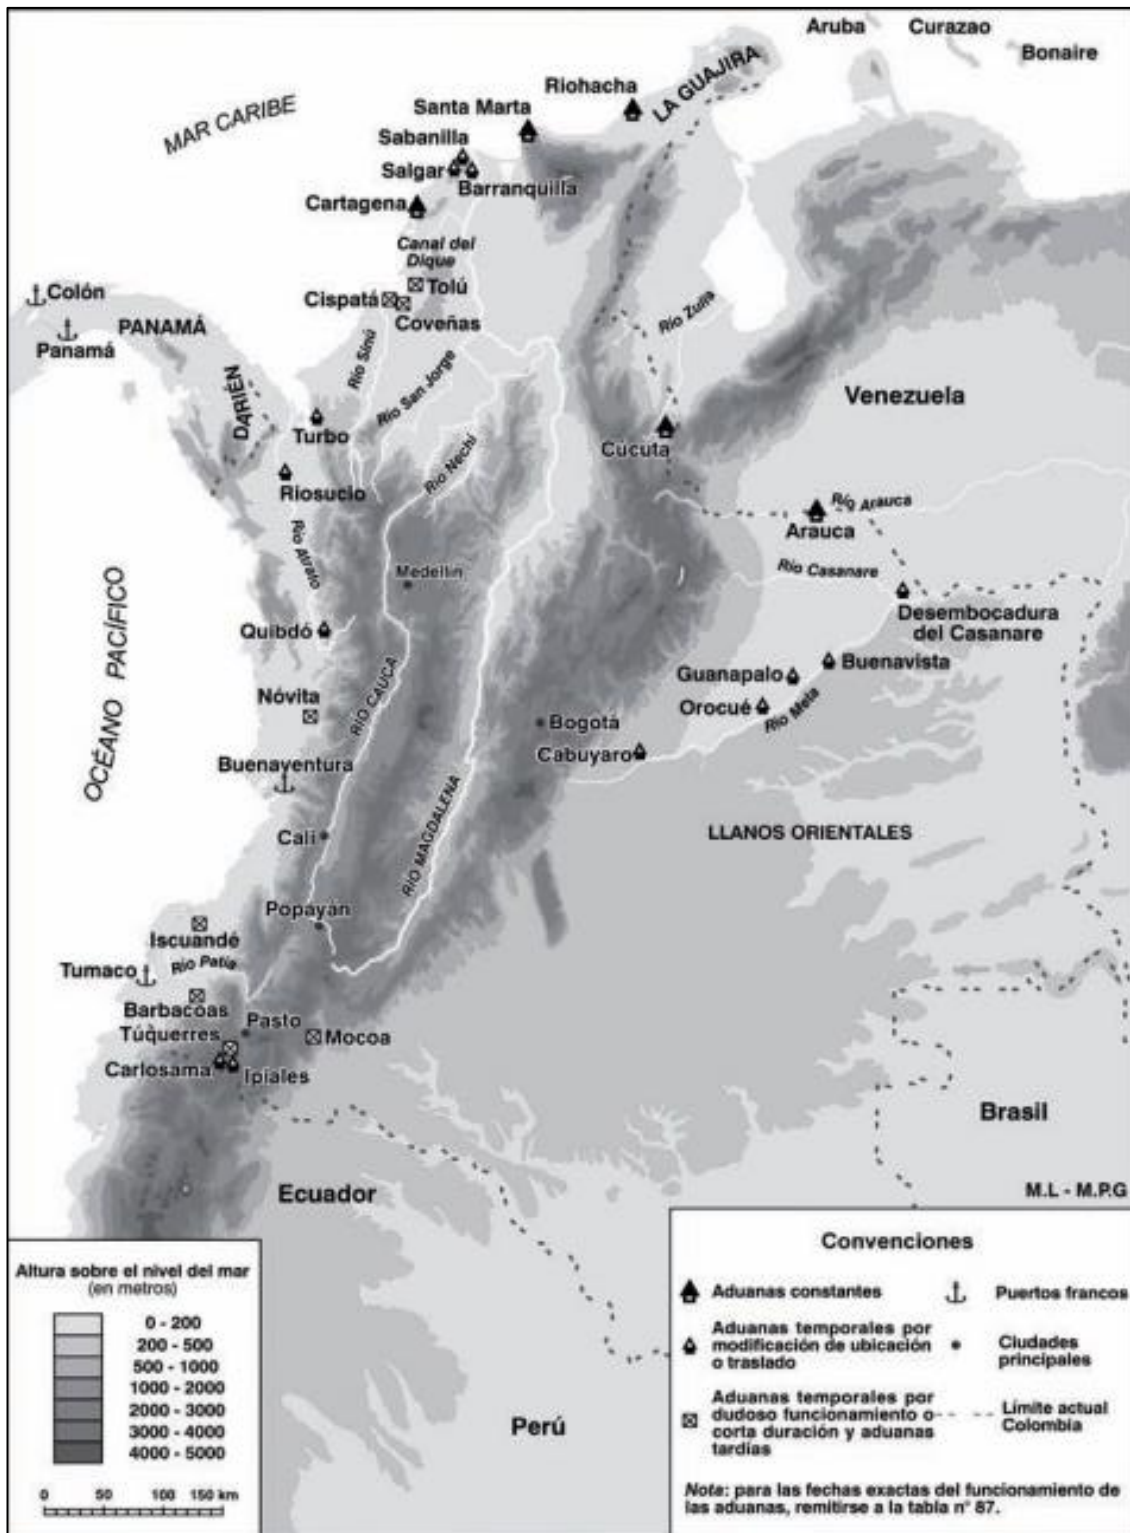 Aruba
Curazao
Bonaire
LA GUAJIRA
Riohacha
Santa Marta
MAR CARIBE
Sabanilla
Salgar
Barranquilla
Cartagena
Canal del
Dique
Tolú
Cispatá
Coveñas
Colón
PANAMÁ
Panamá
Río Zulia
Río Sinú
Río San Jorge
DARIÉN
Venezuela
Turbo
Cúcuta
Río Nechí
Riosucio
Río Arauca
Arauca
Río Atrato
Medellín
Río Casanare
OCÉANO PACÍFICO
Desembocadura
del Casanare
Quibdó
Buenavista
Guanapalo
Nóvita
RÍO CAUCA
Orocué
Río Meta
Bogotá
Cabuyaro
Buenaventura
RÍO MAGDALENA
Cali
LLANOS ORIENTALES
Popayán
Iscuandé
Río Patía
Tumaco
Barbacoas
Pasto
Túquerres
Mocoa
Carlosama
Ipiales
Brasil
Ecuador
M.L - M.P.G
Perú
Altura sobre el nivel del mar
(en metros)
0 - 200
200 - 500
500 - 1000
1000 - 2000
2000 - 3000
3000 - 4000
4000 - 5000
0 50 100 150 km
Convenciones
Aduanas constantes
Puertos francos
Aduanas temporales por
modificación de ubicación
o traslado
Ciudades
principales
Aduanas temporales por
dudoso funcionamiento o
corta duración y aduanas
tardías
Límite actual
Colombia
Nota: para las fechas exactas del funcionamiento de
las aduanas, remitirse a la tabla n° 87.